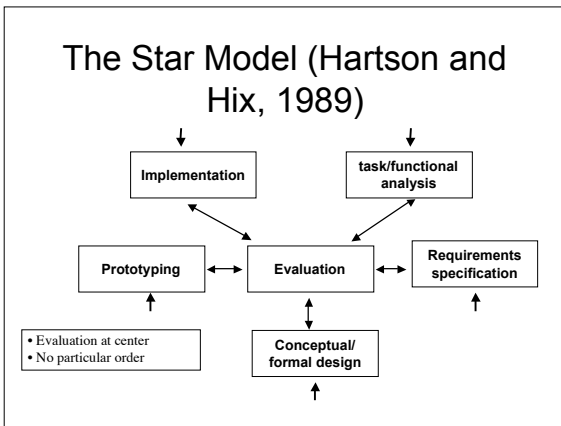 The Star Model (Hartson and
Hix, 1989)
Implementation
task/functional
analysis
Prototyping
Evaluation
Requirements
specification
• Evaluation at center
• No particular order
Conceptual/
formal design